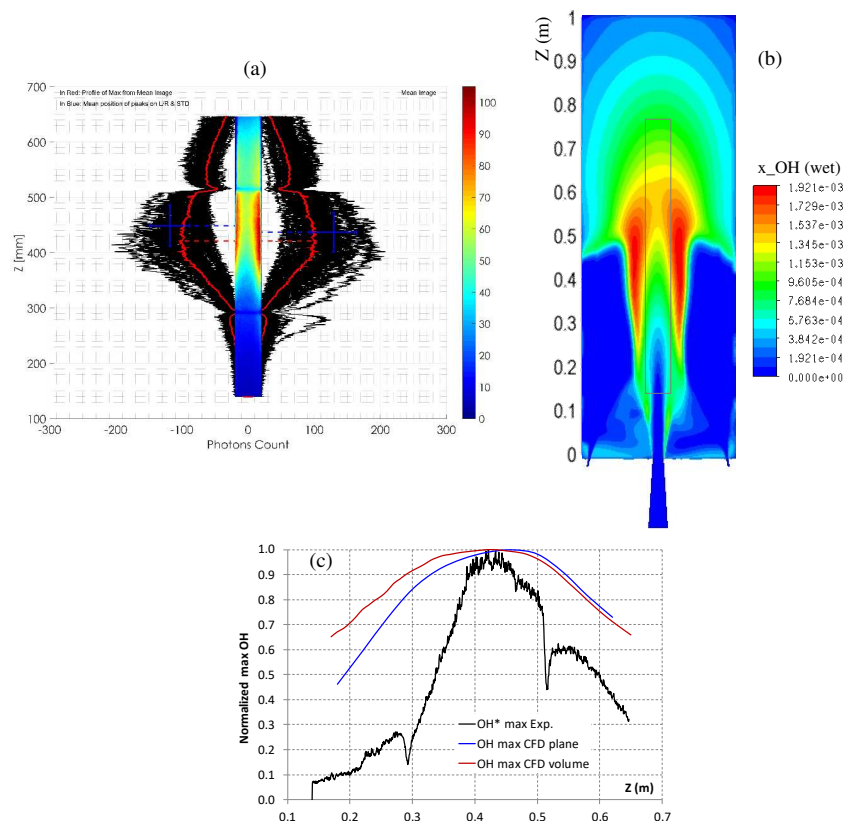 (a)
In Red: Profile of Max from Mean Image
Mean Image
In Blue: Mean position of peaks on L/R & STD
Z [mm]
700
600
500
400
300
200
100
-300 -200 -100 0 100 200 300
Photons Count
100
90
80
70
60
50
40
30
20
10
0
(b)
Z (m)
1
0.9
0.8
0.7
0.6
0.5
0.4
0.3
0.2
0.1
0
x_OH (wet)
1.921e-03
1.729e-03
1.537e-03
1.345e-03
1.153e-03
9.605e-04
7.684e-04
5.763e-04
3.842e-04
1.921e-04
0.000e+00
(c)
Normalized max OH
1.0
0.9
0.8
0.7
0.6
0.5
0.4
0.3
0.2
0.1
0.0
OH* max Exp.
OH max CFD plane
OH max CFD volume
Z (m)
0.1 0.2 0.3 0.4 0.5 0.6 0.7